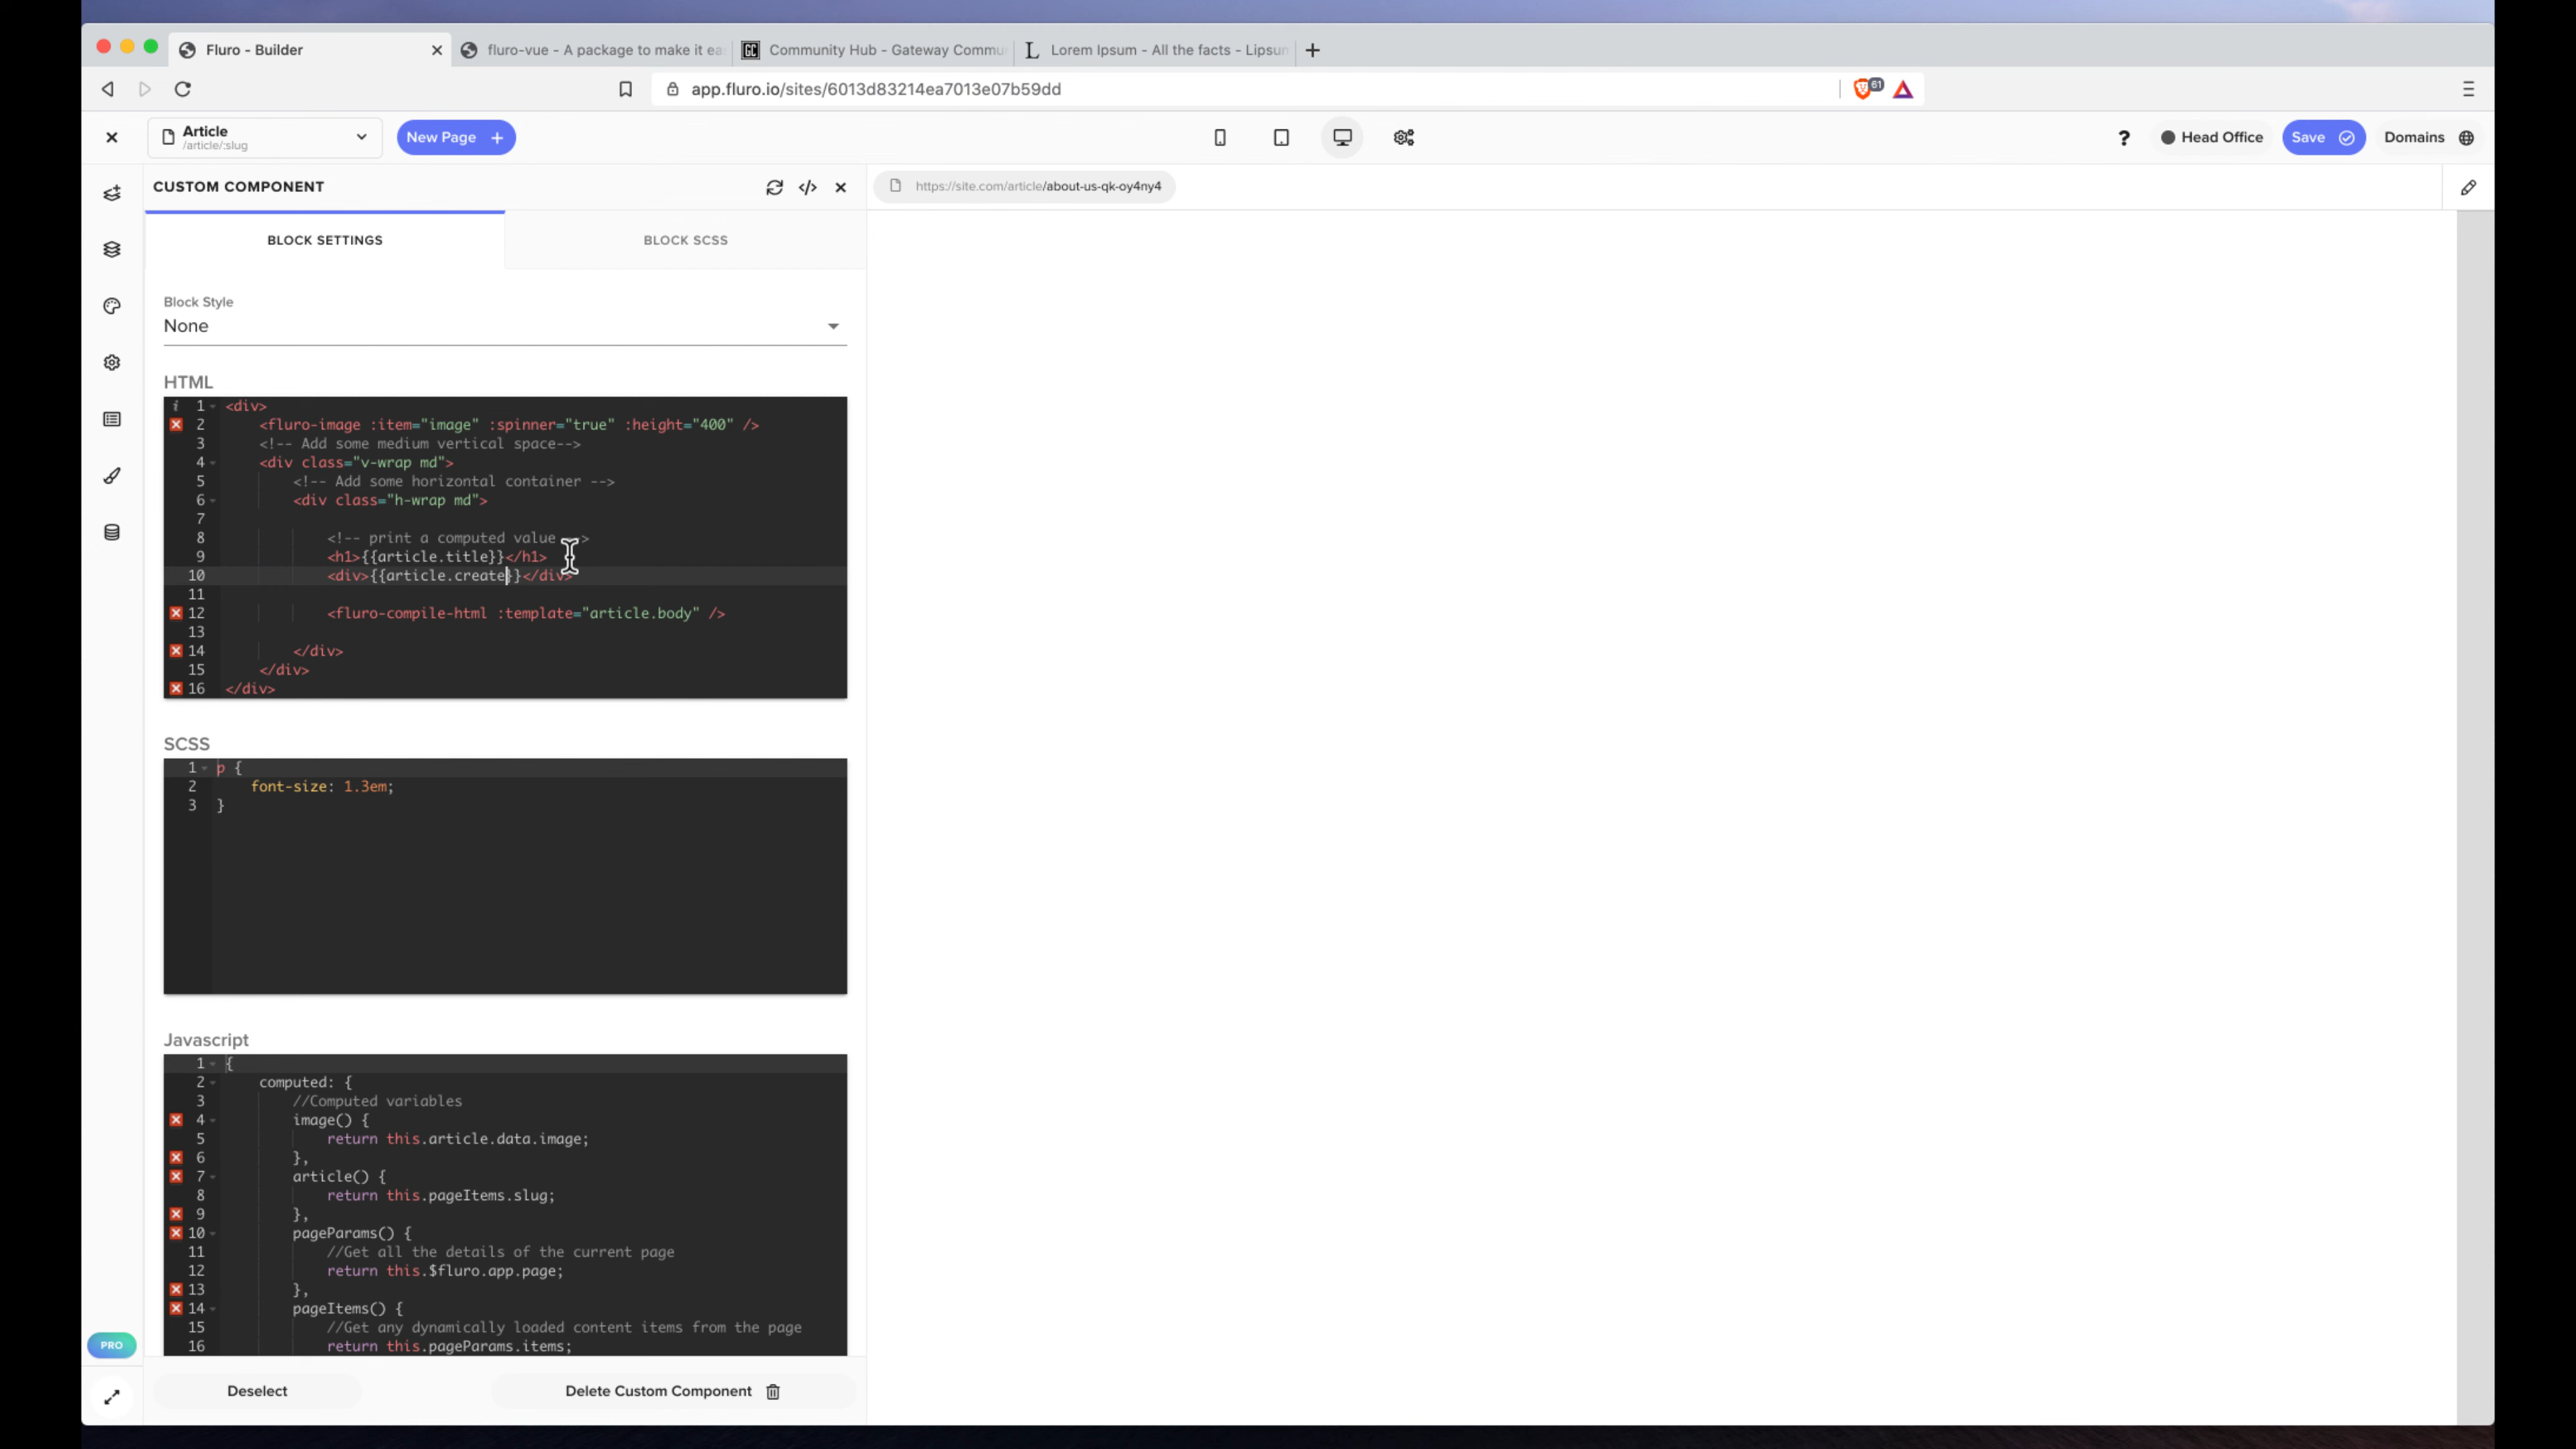 Fluro - Builder
fluro-vue - A package to make it ea
GC
Community Hub - Gateway Commu
L
Lorem Ipsum - All the facts - Lipsum
app.fluro.io/sites/6013d83214ea7013e07b59dd
61
Article
/article/:slug
New Page +
?
Head Office
Save
Domains
CUSTOM COMPONENT
https://site.com/article/about-us-qk-oy4ny4
BLOCK SETTINGS
BLOCK SCSS
Block Style
None
HTML
i 1 <div>
2 <fluro-image :item="image" :spinner="true" :height="400" />
3 <!-- Add some medium vertical space-->
4 <div class="v-wrap md">
5 <!-- Add some horizontal container -->
6 <div class="h-wrap md">
7
8 <!-- print a computed value -->
9 <h1>{{article.title}}</h1>
10 <div>{{article.create}}</div>
11
12 <fluro-compile-html :template="article.body" />
13
14 </div>
15 </div>
16 </div>
SCSS
1 p {
2 font-size: 1.3em;
3 }
Javascript
1 {
2 computed: {
3 //Computed variables
4 image() {
5 return this.article.data.image;
6 },
7 article() {
8 return this.pageItems.slug;
9 },
10 pageParams() {
11 //Get all the details of the current page
12 return this.$fluro.app.page;
13 },
14 pageItems() {
15 //Get any dynamically loaded content items from the page
16 return this.pageParams.items;
PRO
Deselect
Delete Custom Component